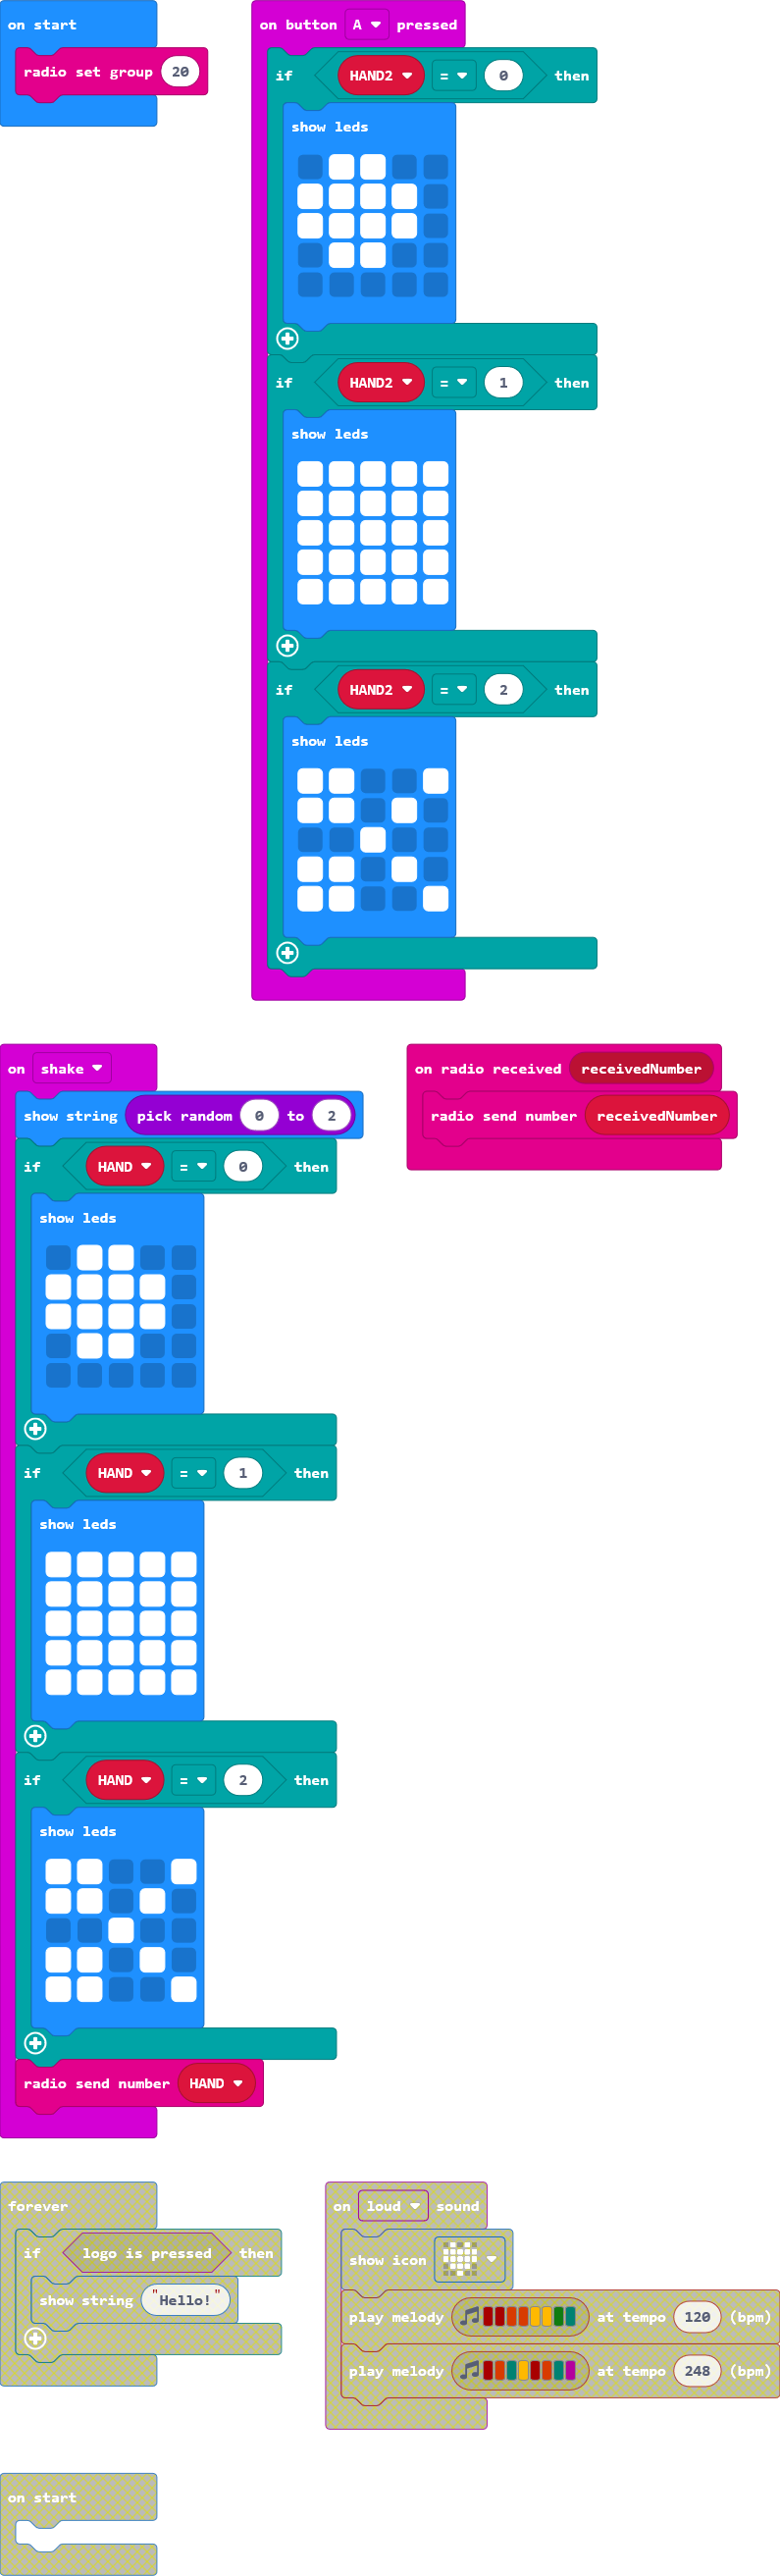 on start
radio set group 20
on button A pressed
if HAND2 = 0 then
show leds
if HAND2 = 1 then
show leds
if HAND2 = 2 then
show leds
on shake
show string pick random 0 to 2
if HAND = 0 then
show leds
if HAND = 1 then
show leds
if HAND = 2 then
show leds
radio send number HAND
on radio received receivedNumber
radio send number receivedNumber
forever
if logo is pressed then
show string "Hello!"
on loud sound
show icon
play melody at tempo 120 (bpm)
play melody at tempo 248 (bpm)
on start